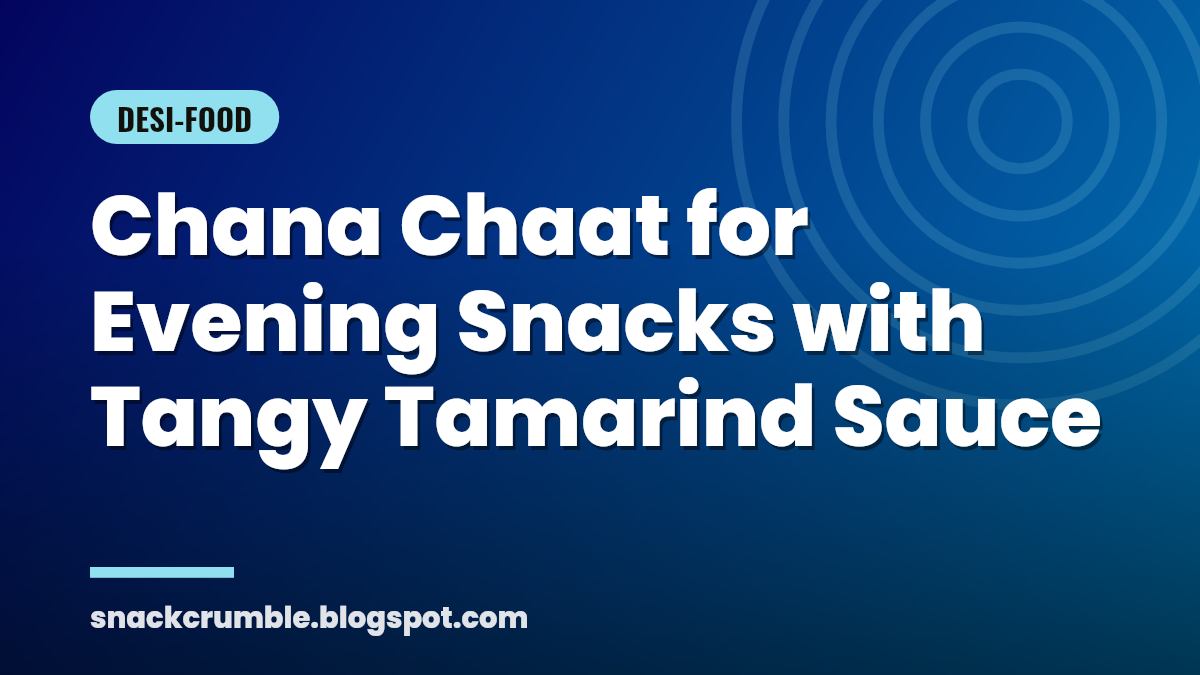 DESI-FOOD
Chana Chaat for
Evening Snacks with
Tangy Tamarind Sauce
snackcrumble.blogspot.com